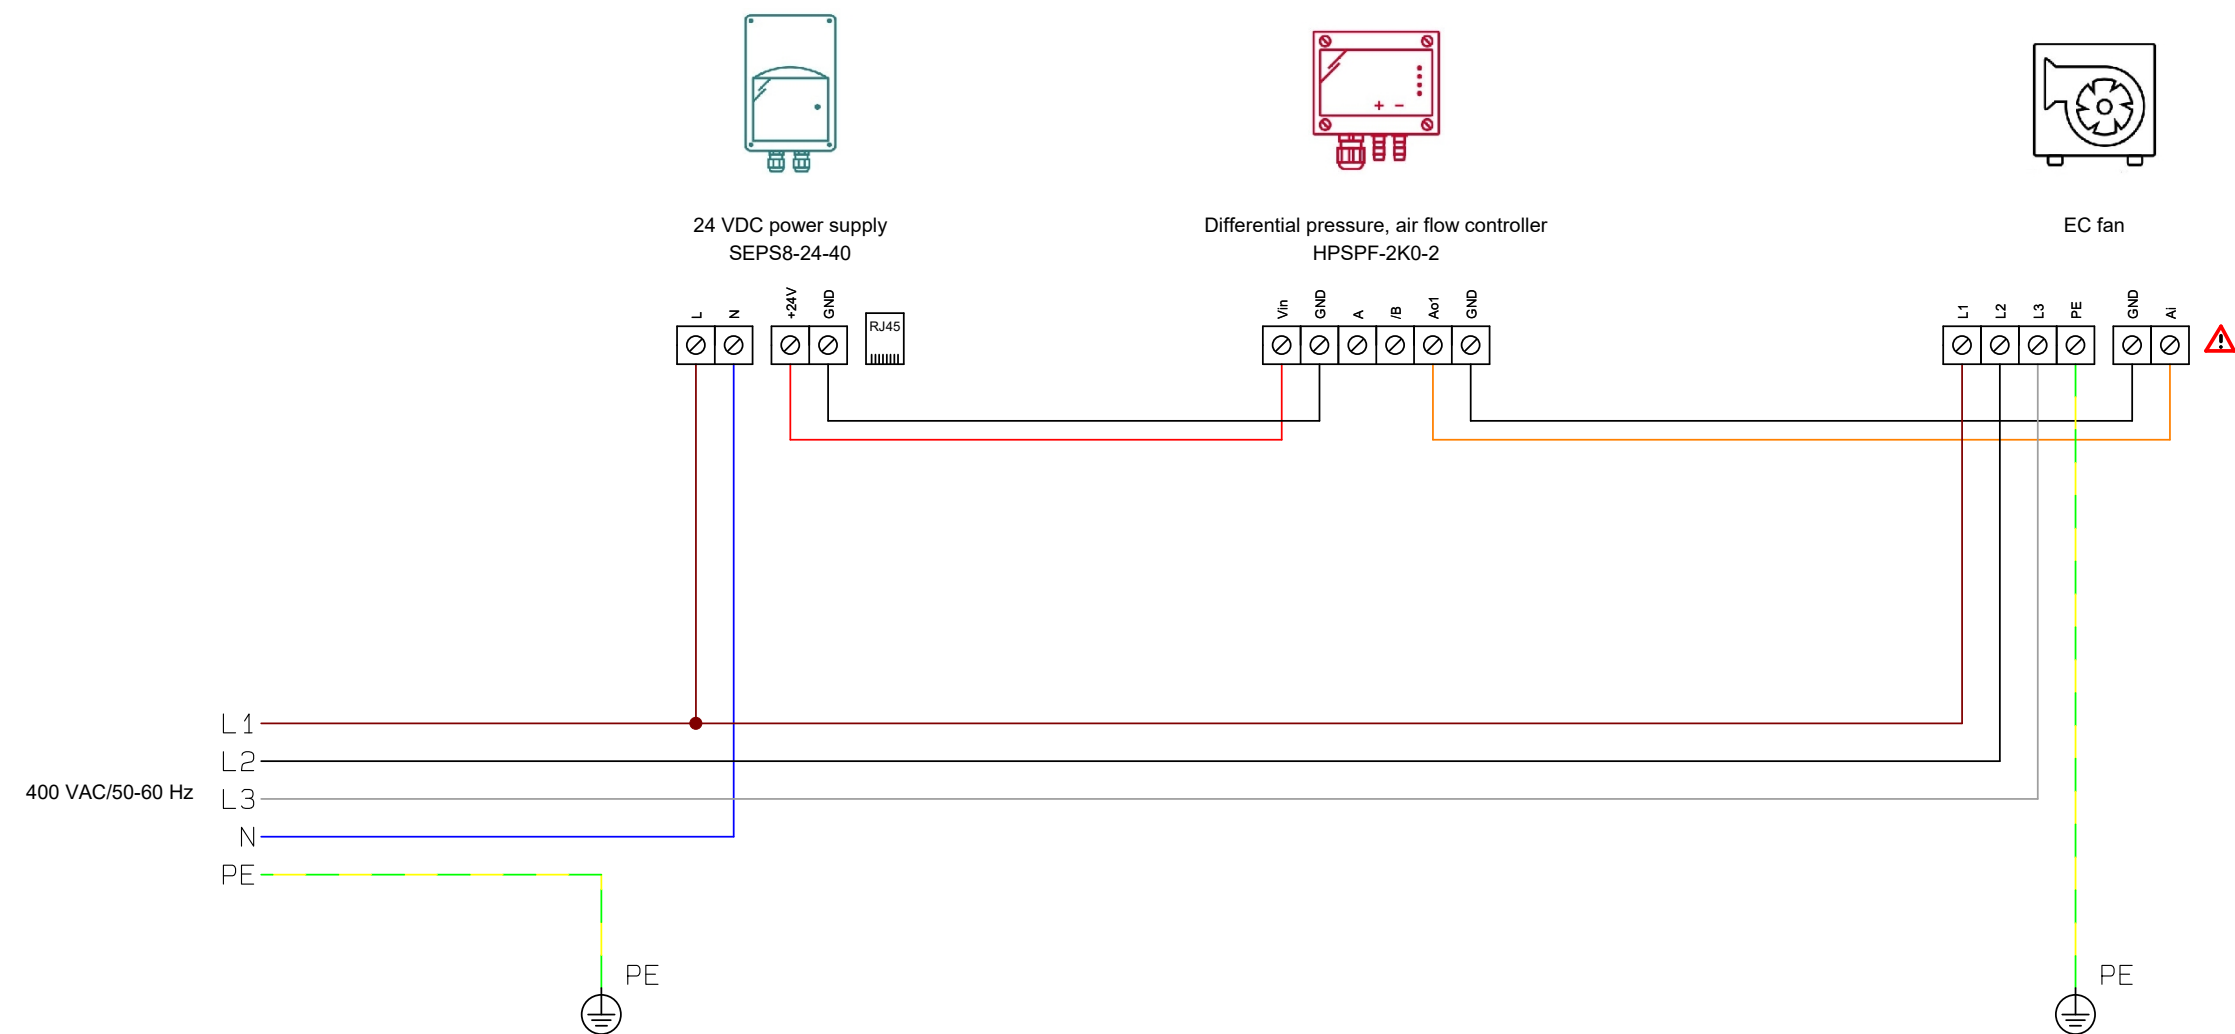 24 VDC power supply
SEPS8-24-40
Differential pressure, air flow controller
HPSPF-2K0-2
EC fan
L N +24V GND RJ45
Vin GND A /B Ao1 GND
L1 L2 L3 PE GND Ai
L1
L2
400 VAC/50-60 Hz L3
N
PE
PE
PE